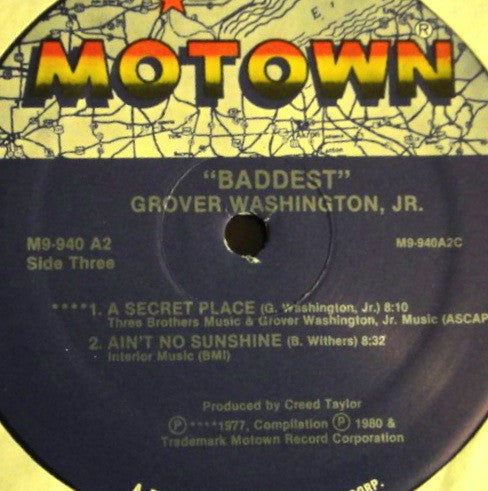 MOTOWN®
"BADDEST"
GROVER WASHINGTON, JR.
M9-940 A2
M9-940A2C
Side Three
****1. A SECRET PLACE (G. Washington, Jr.) 8:10
Three Brothers Music & Grover Washington, Jr. Music (ASCAP
2. AIN'T NO SUNSHINE (B. Withers) 8:32
Interior Music (BMI)
Produced by Creed Taylor
Ⓟ ****1977, Compilation Ⓟ 1980 &
Trademark Motown Record Corporation